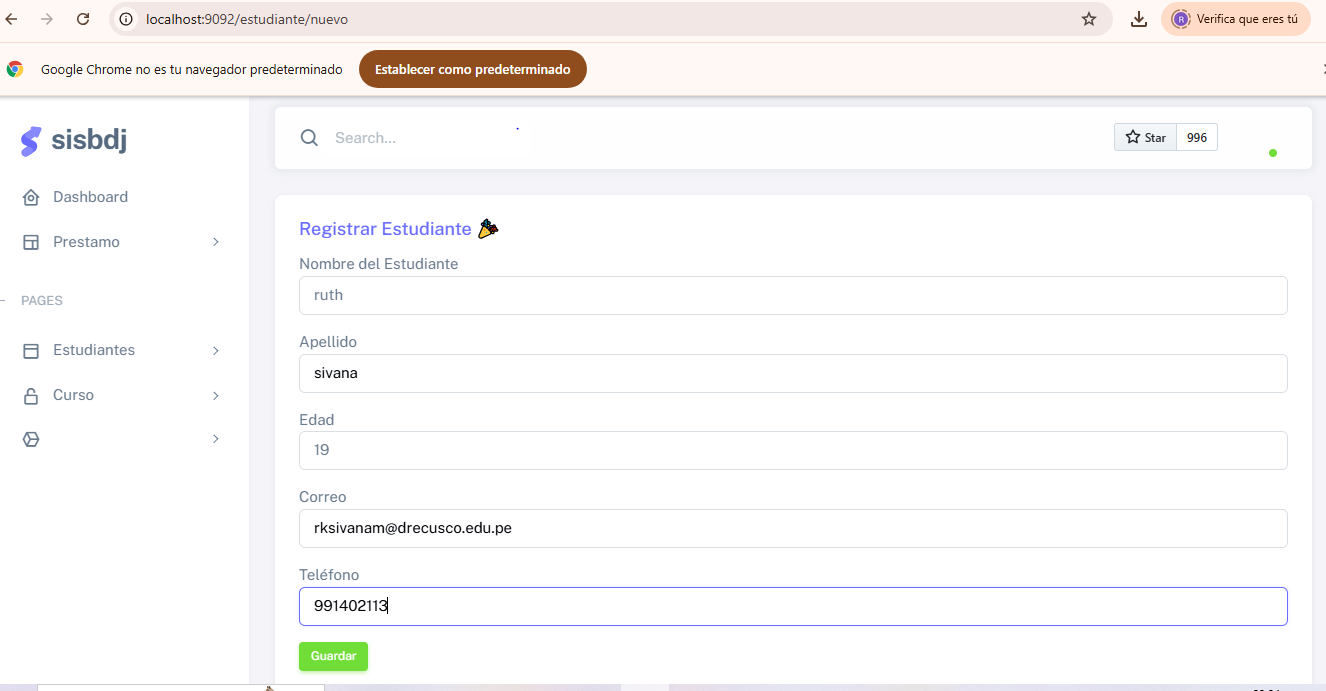 localhost:9092/estudiante/nuevo
Verifica que eres tú
Google Chrome no es tu navegador predeterminado
Establecer como predeterminado
sisbdj
Search...
Star 996
Dashboard
Prestamo
PAGES
Estudiantes
Curso
Registrar Estudiante
Nombre del Estudiante
ruth
Apellido
sivana
Edad
19
Correo
rksivanam@drecusco.edu.pe
Teléfono
991402113
Guardar